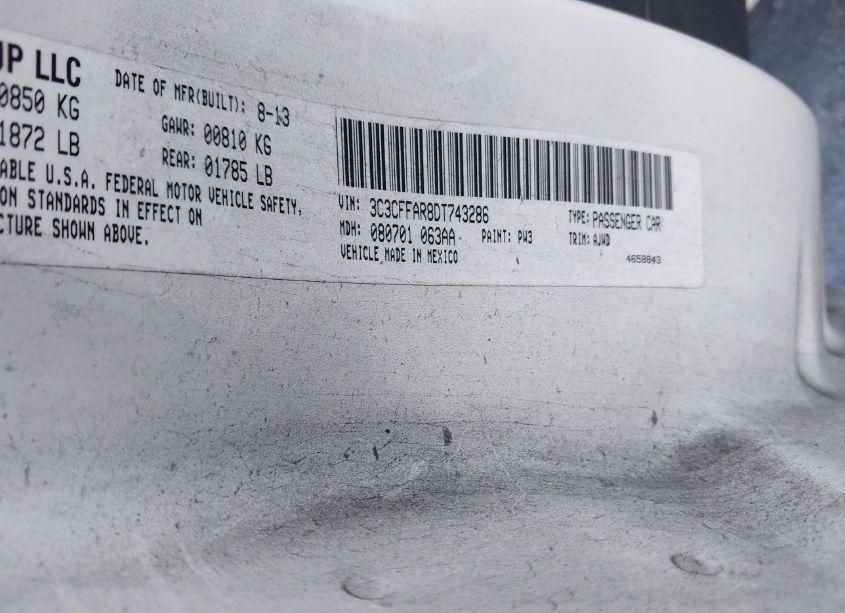 UP LLC
0850 KG
1872 LB
DATE OF MFR(BUILT): 8-13
GAWR: 00810 KG
REAR: 01785 LB
ABLE U.S.A. FEDERAL MOTOR VEHICLE SAFETY,
ON STANDARDS IN EFFECT ON
CTURE SHOWN ABOVE.
VIN: 3C3CFFAR8DT743286
TYPE: PASSENGER CAR
MDH: 080701 063AA
PAINT: PW3
TRIM: AJWD
VEHICLE MADE IN MEXICO
4658843